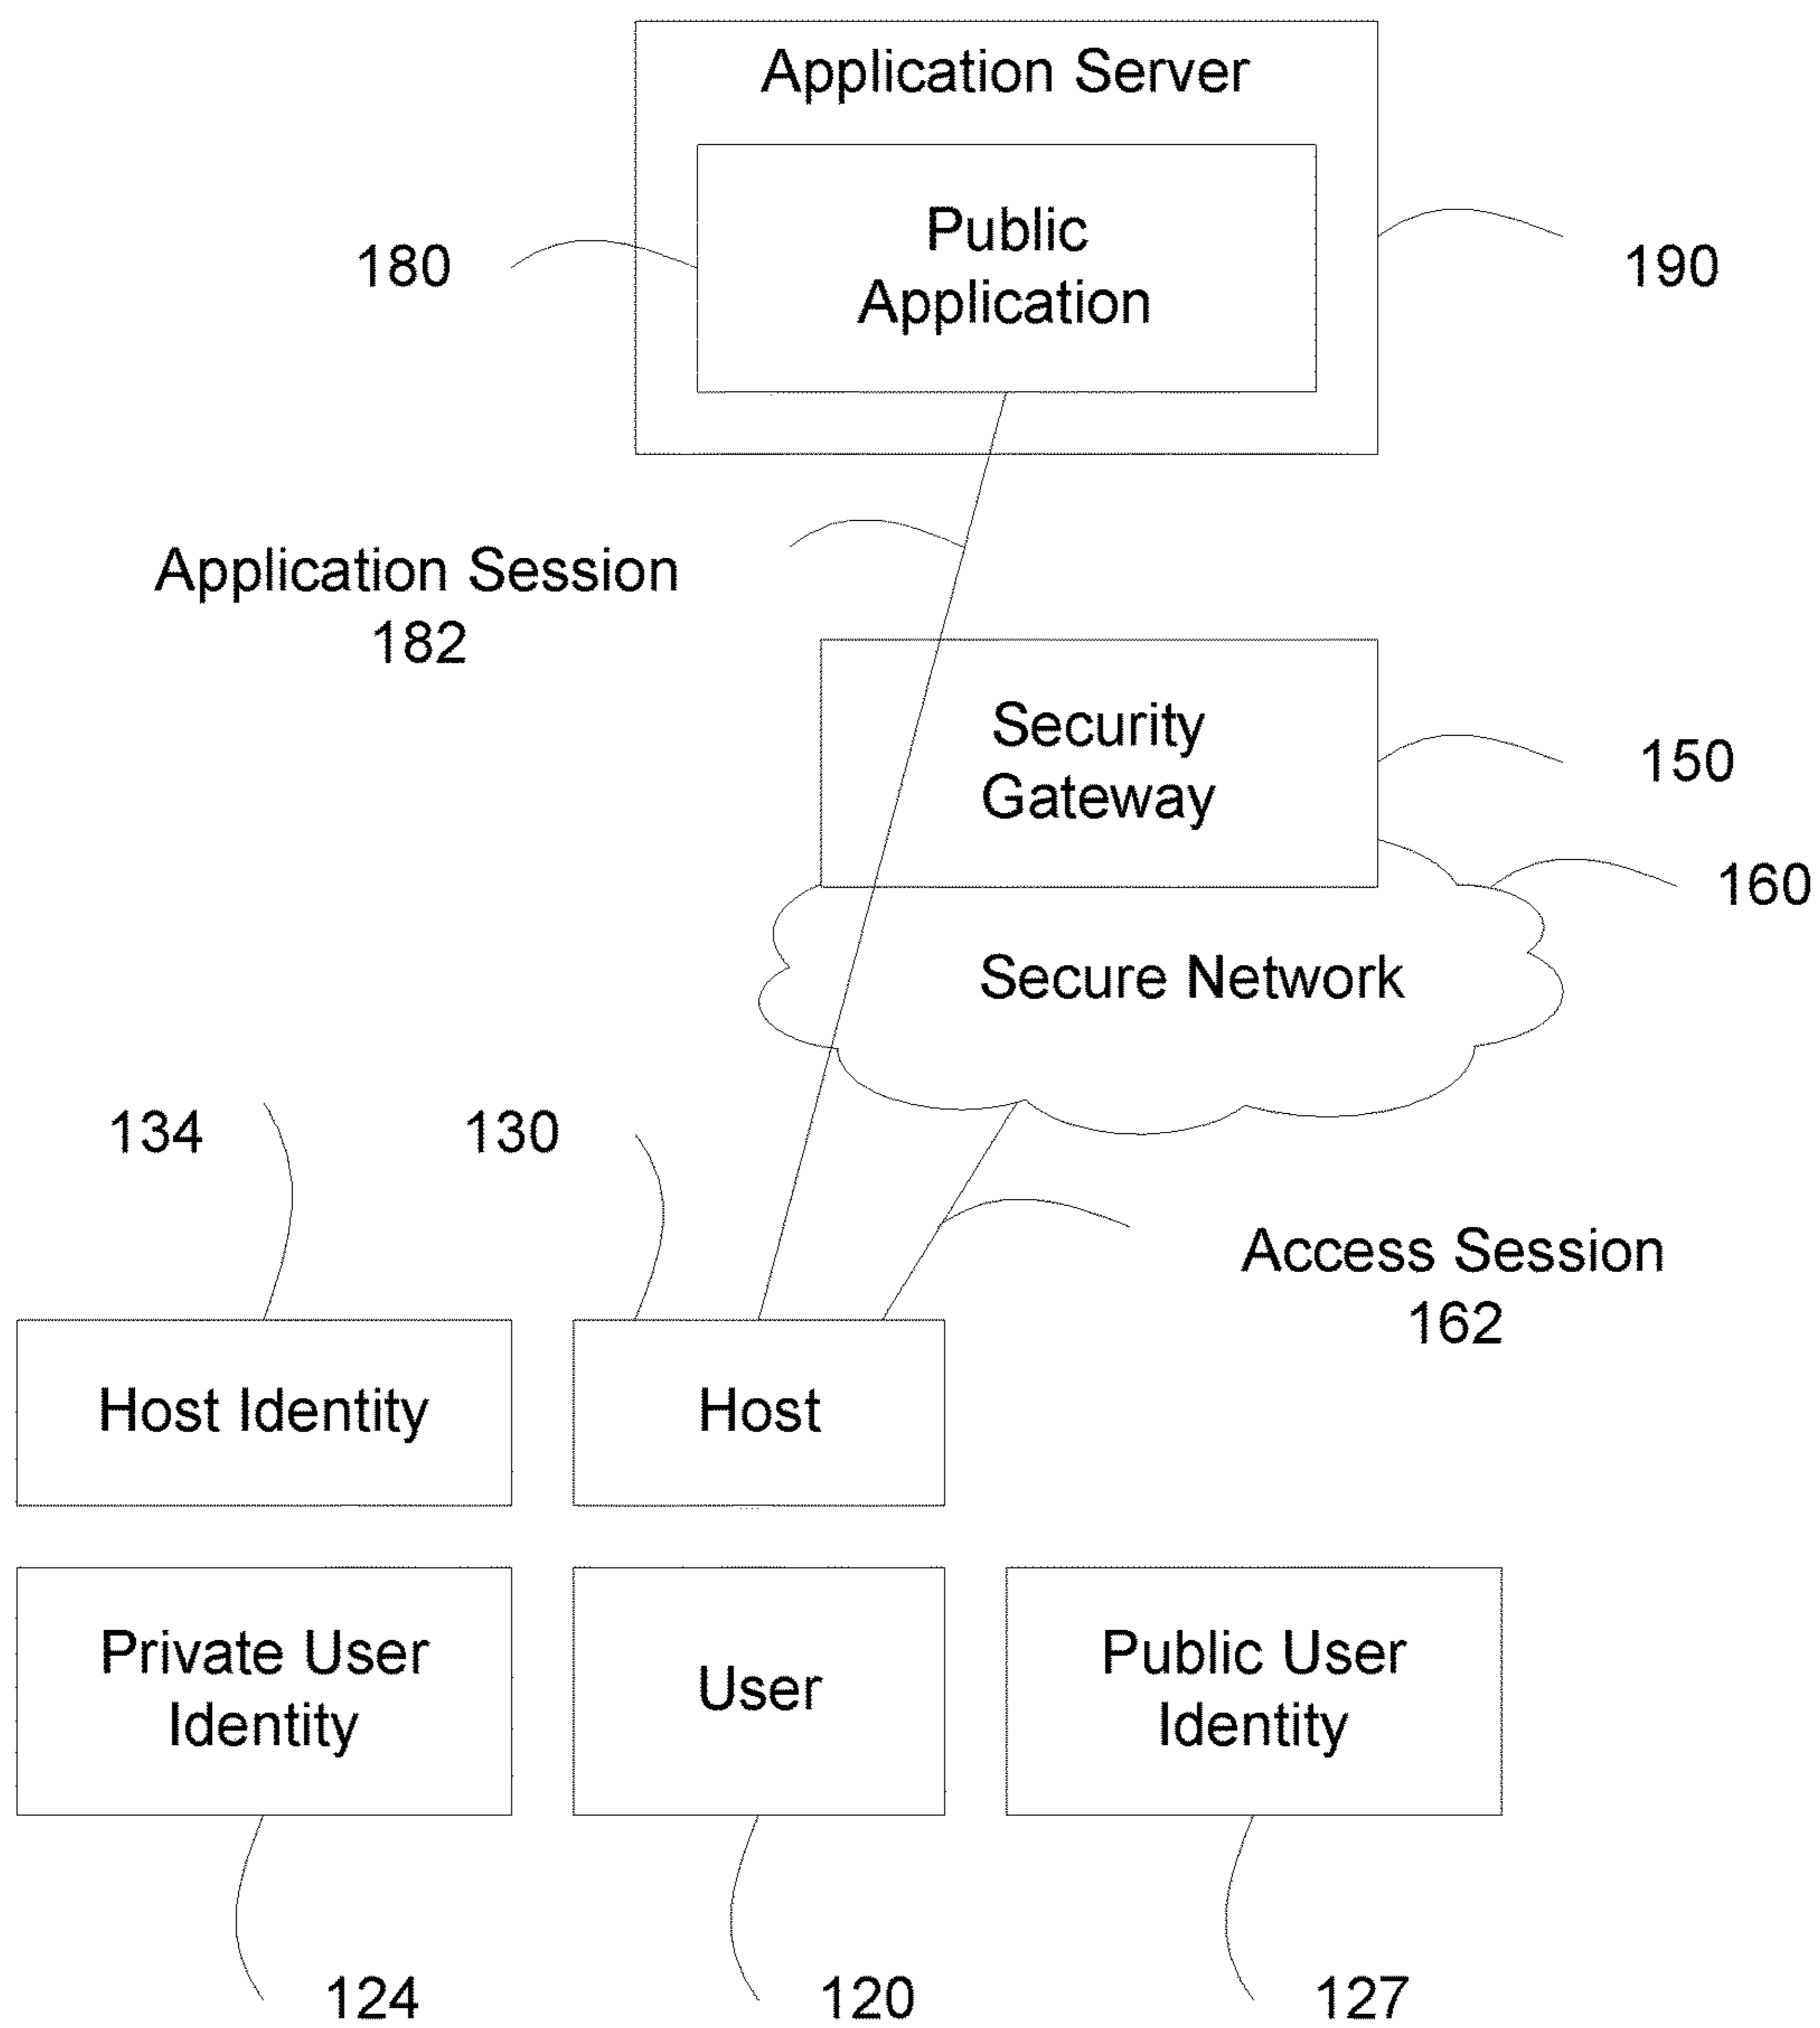 Application Server
Public
Application
180
190
Application Session
182
Security
Gateway
150
160
Secure Network
134
130
Access Session
162
Host Identity
Host
Private User
Identity
User
Public User
Identity
124
120
127